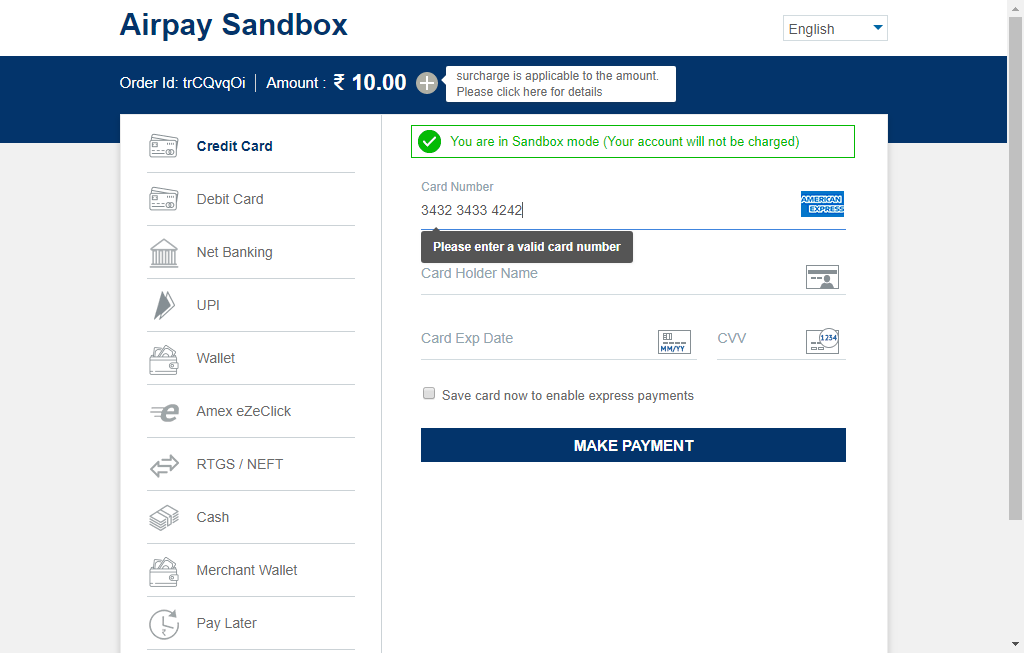 Airpay Sandbox
English
Order Id: trCQvqOi | Amount : ₹ 10.00
surcharge is applicable to the amount.
Please click here for details
Credit Card
Debit Card
Net Banking
UPI
Wallet
Amex eZeClick
RTGS / NEFT
Cash
Merchant Wallet
Pay Later
You are in Sandbox mode (Your account will not be charged)
Card Number
3432 3433 4242
AMERICAN
EXPRESS
Please enter a valid card number
Card Holder Name
Card Exp Date
MM/YY
CVV
1234
Save card now to enable express payments
MAKE PAYMENT